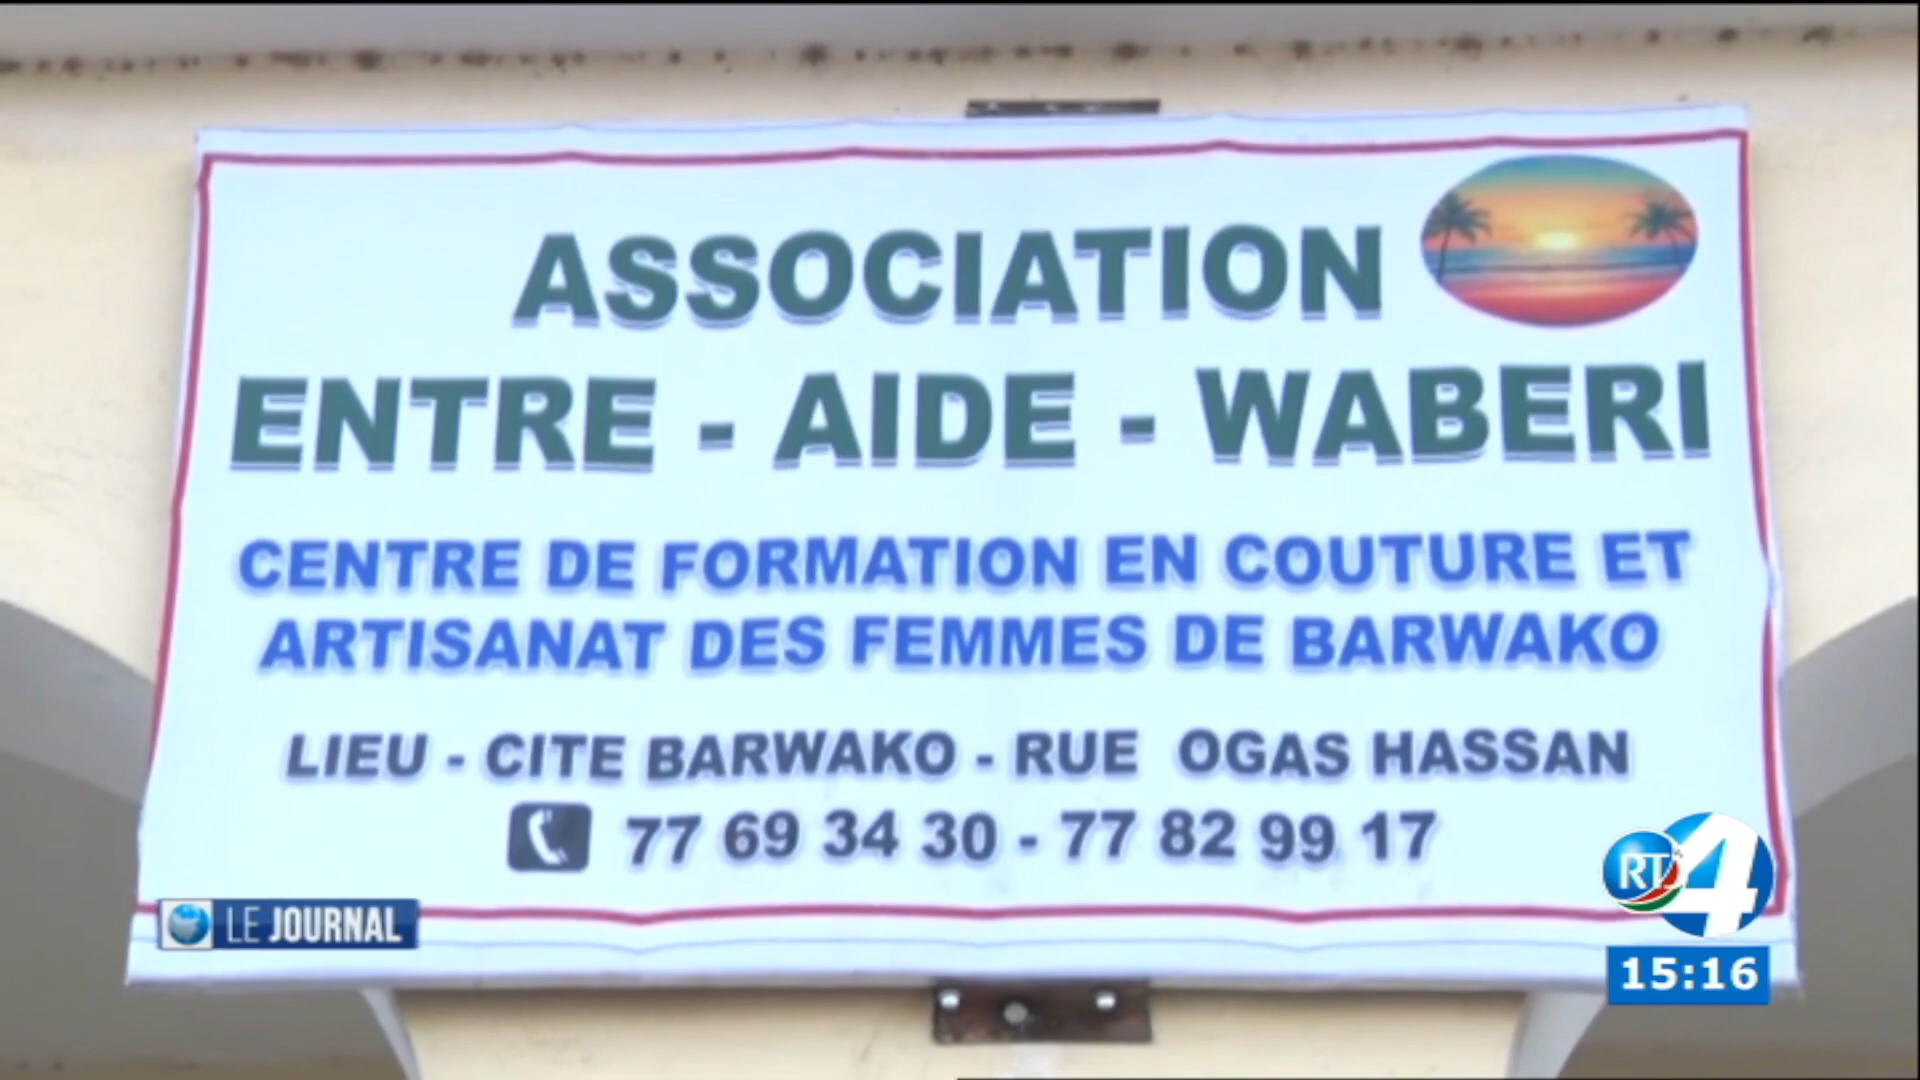 ASSOCIATION
ENTRE - AIDE - WABERI
CENTRE DE FORMATION EN COUTURE ET
ARTISANAT DES FEMMES DE BARWAKO
LIEU - CITE BARWAKO - RUE OGAS HASSAN
77 69 34 30 - 77 82 99 17
LE JOURNAL
RTD 4
15:16